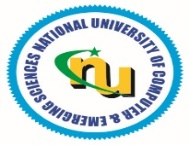 NATIONAL UNIVERSITY OF COMPUTER & EMERGING SCIENCES
nu